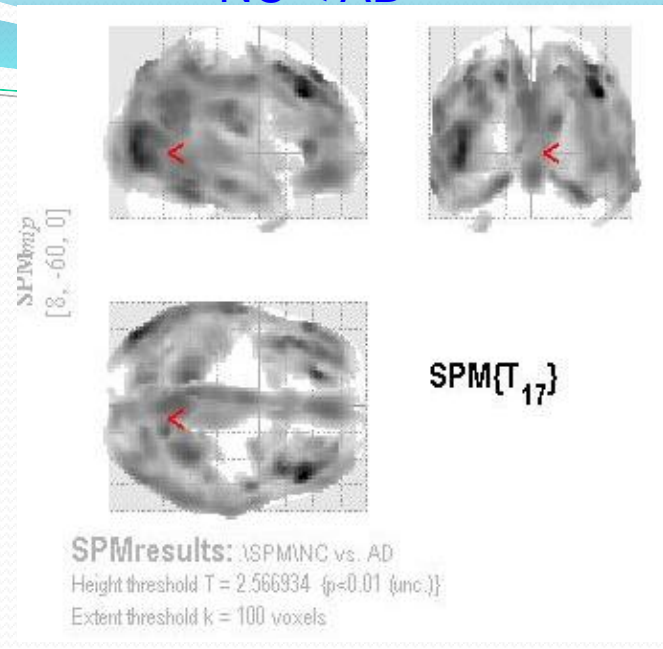 SPMmip
[8, -60, 0]
SPM{T17}
SPMresults: .\SPM\NC vs. AD
Height threshold T = 2.566934 {p<0.01 (unc.)}
Extent threshold k = 100 voxels